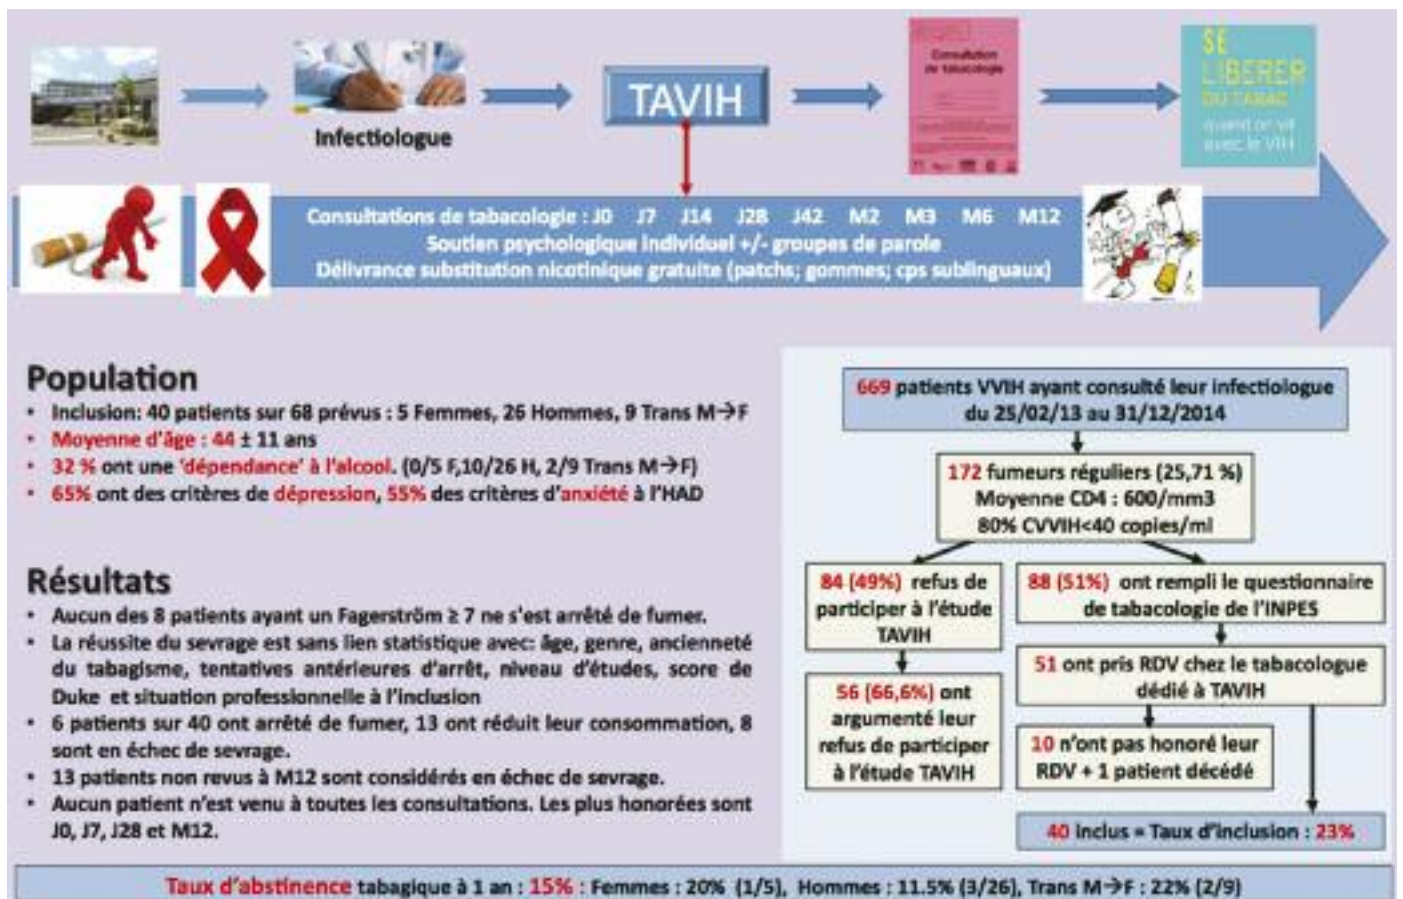 Infectiologue
TAVIH
Consultation
de tabacologie
SE
LIBERER
DU TABAC
quand on vit
avec le VIH
Consultations de tabacologie : J0 J7 J14 J28 J42 M2 M3 M6 M12
Soutien psychologique individuel +/- groupes de parole
Délivrance substitution nicotinique gratuite (patchs; gommes; cps sublinguaux)
Population
• Inclusion: 40 patients sur 68 prévus : 5 Femmes, 26 Hommes, 9 Trans M→F
• Moyenne d'âge : 44 ± 11 ans
• 32 % ont une 'dépendance' à l'alcool. (0/5 F,10/26 H, 2/9 Trans M→F)
• 65% ont des critères de dépression, 55% des critères d'anxiété à l'HAD
Résultats
• Aucun des 8 patients ayant un Fagerström ≥ 7 ne s'est arrêté de fumer.
• La réussite du sevrage est sans lien statistique avec: âge, genre, ancienneté
du tabagisme, tentatives antérieures d'arrêt, niveau d'études, score de
Duke et situation professionnelle à l'inclusion
• 6 patients sur 40 ont arrêté de fumer, 13 ont réduit leur consommation, 8
sont en échec de sevrage.
• 13 patients non revus à M12 sont considérés en échec de sevrage.
• Aucun patient n'est venu à toutes les consultations. Les plus honorées sont
J0, J7, J28 et M12.
669 patients VVIH ayant consulté leur infectiologue
du 25/02/13 au 31/12/2014
172 fumeurs réguliers (25,71 %)
Moyenne CD4 : 600/mm3
80% CVVIH<40 copies/ml
84 (49%) refus de
participer à l'étude
TAVIH
56 (66,6%) ont
argumenté leur
refus de participer
à l'étude TAVIH
88 (51%) ont rempli le questionnaire
de tabacologie de l'INPES
51 ont pris RDV chez le tabacologue
dédié à TAVIH
10 n'ont pas honoré leur
RDV + 1 patient décédé
40 inclus = Taux d'inclusion : 23%
Taux d'abstinence tabagique à 1 an : 15% : Femmes : 20% (1/5), Hommes : 11.5% (3/26), Trans M→F : 22% (2/9)